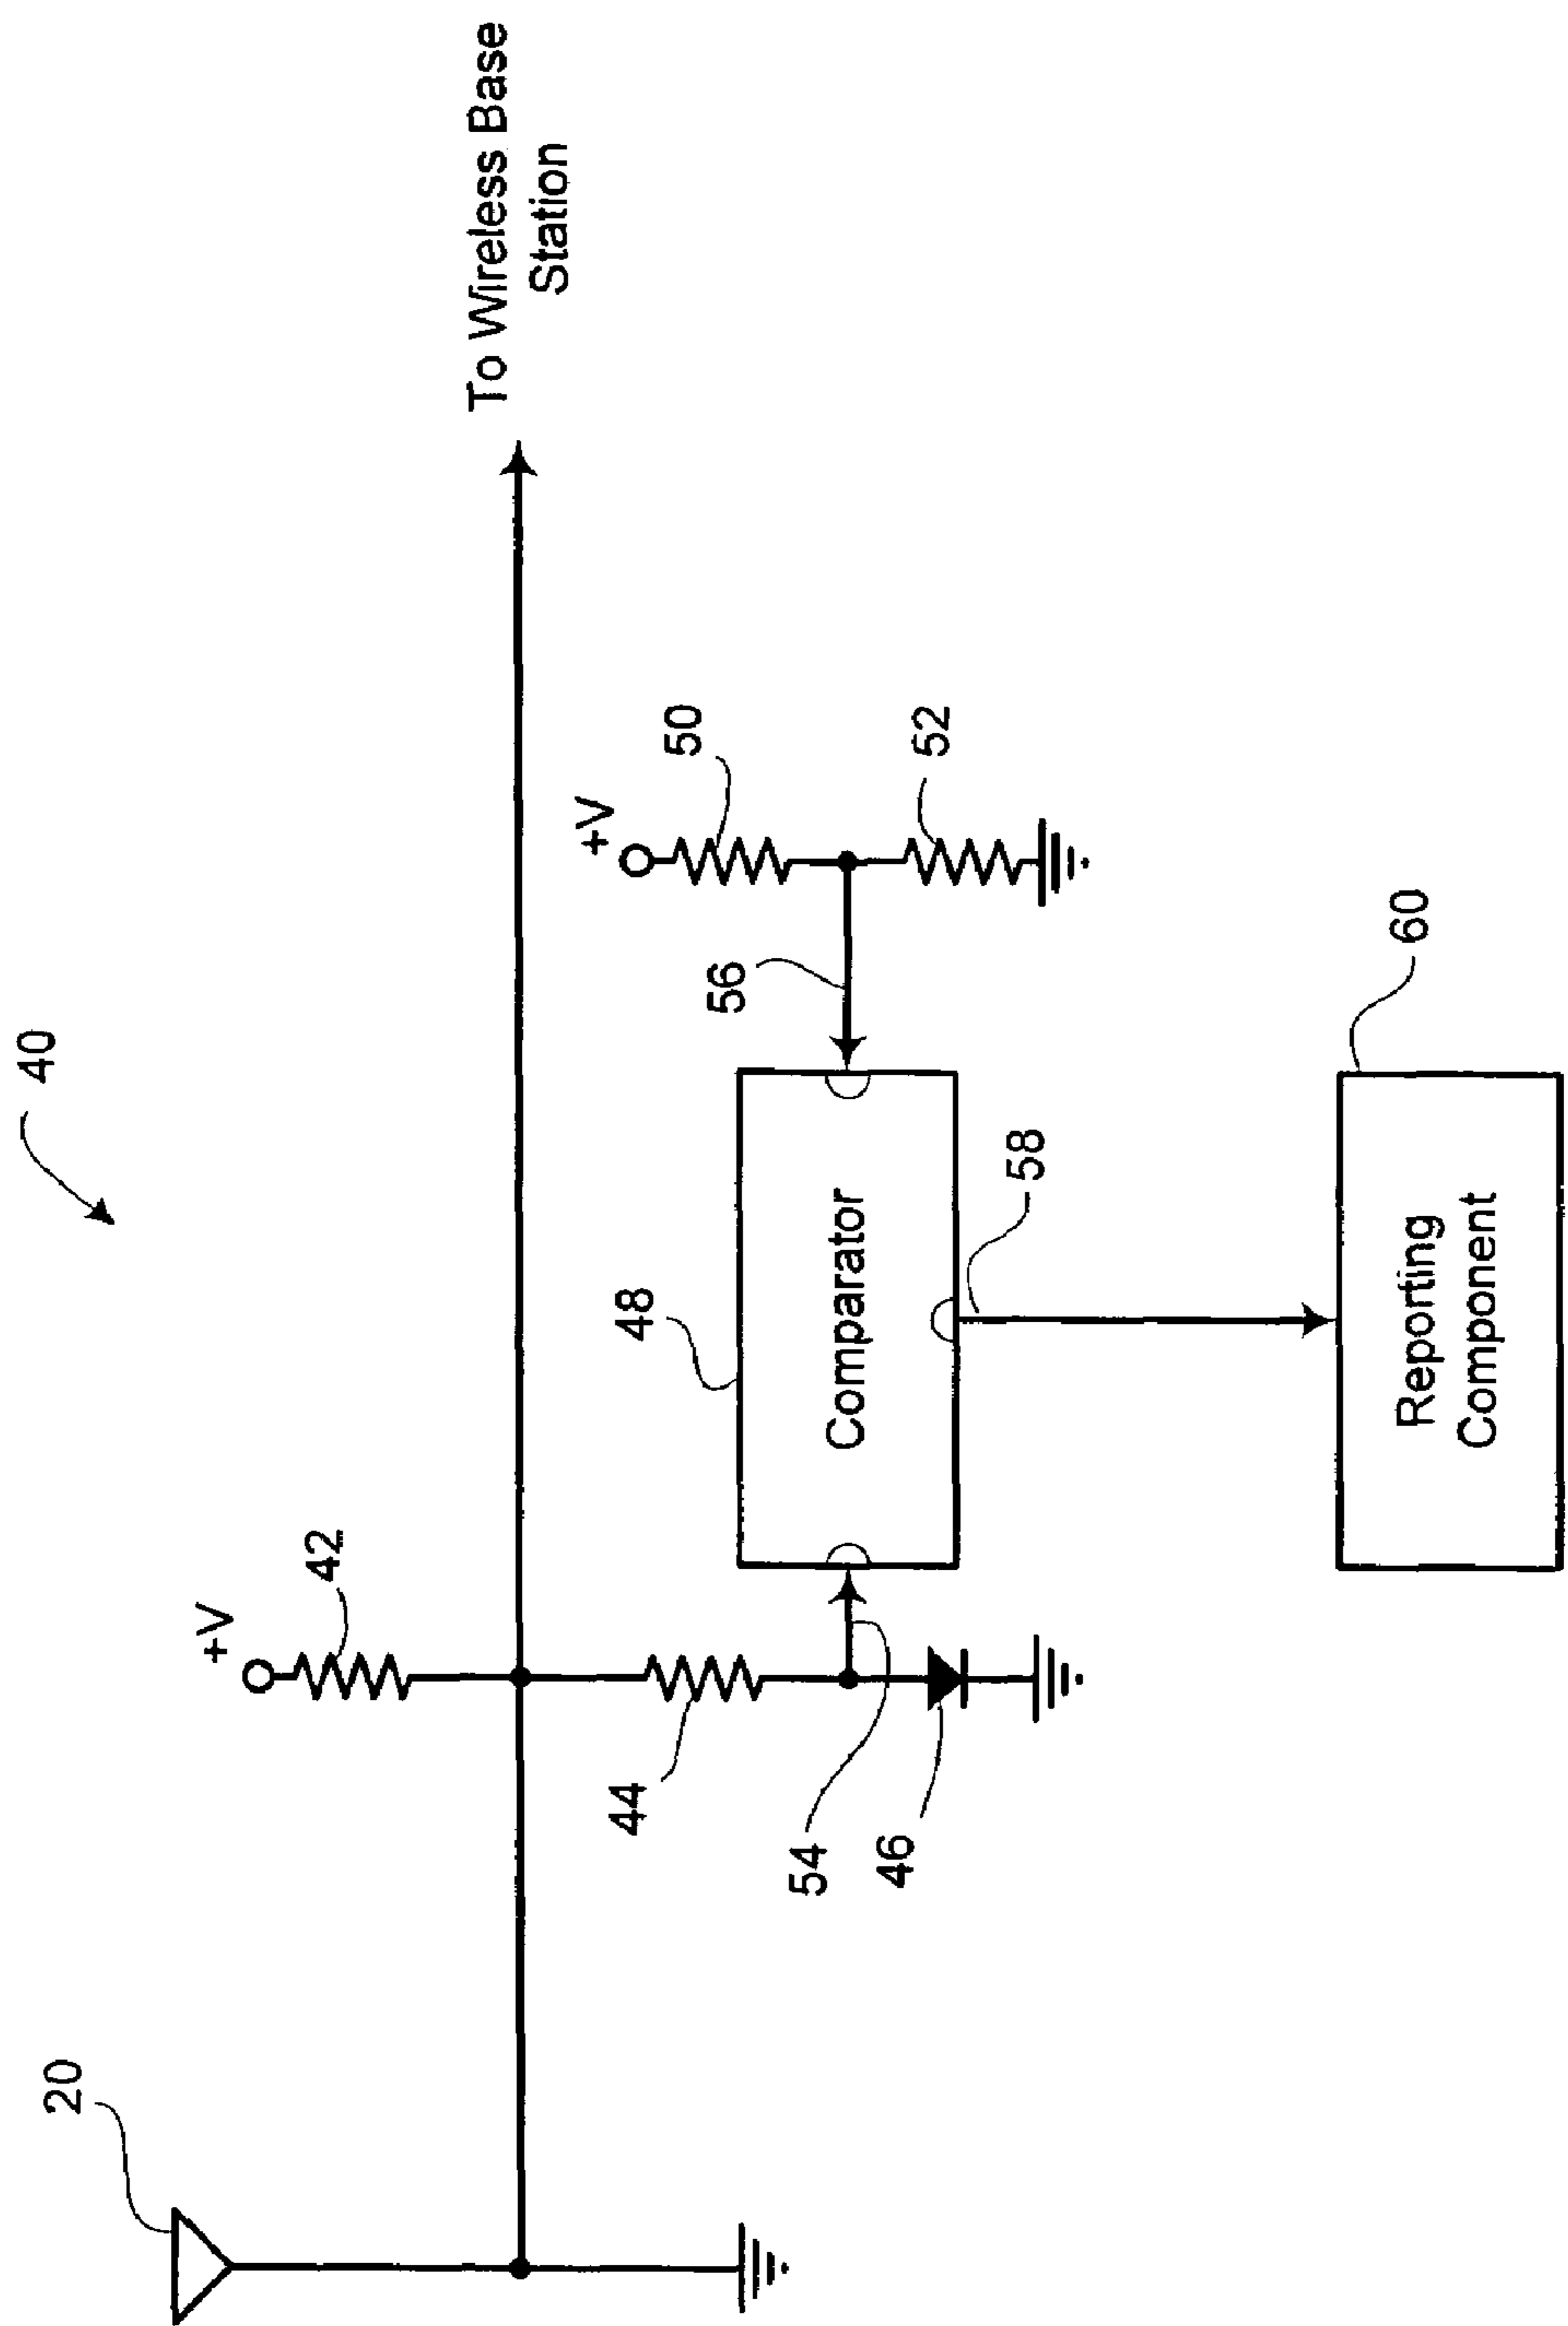 40
20
+V
42
To Wireless Base
Station
44
54
46
48
Comparator
56
+V
50
52
58
Reporting
Component
60